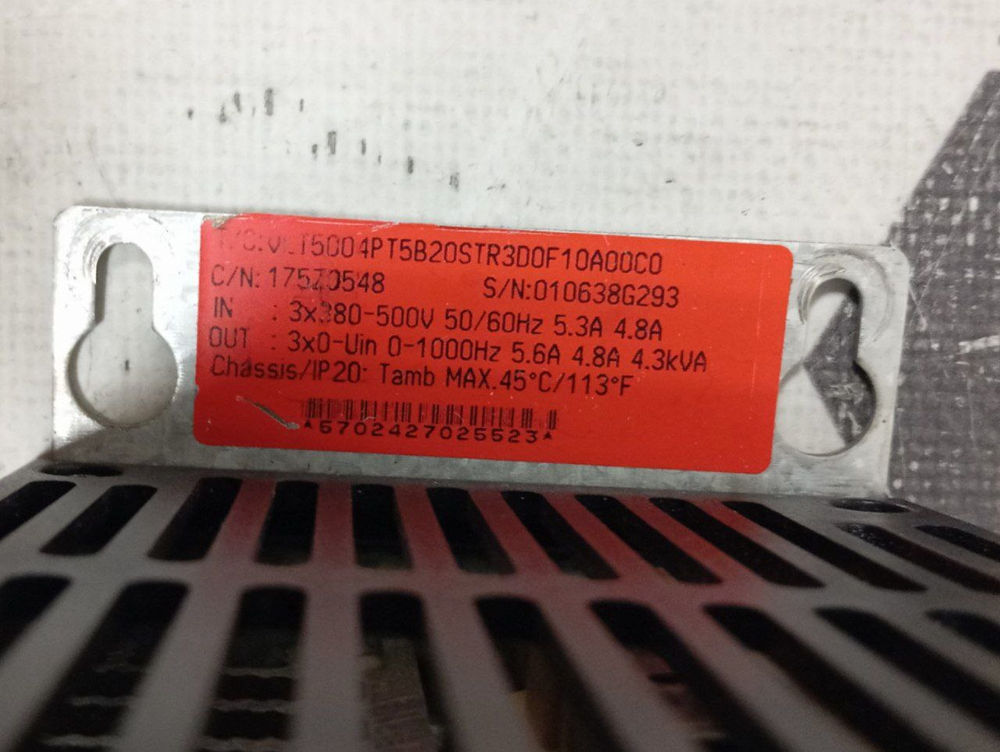 T/C:VLT5004PT5B20STR3D0F10A00C0
C/N: 175Z0548 S/N:010638G293
IN : 3x380-500V 50/60Hz 5.3A 4.8A
OUT : 3x0-Uin 0-1000Hz 5.6A 4.8A 4.3kVA
Chassis/IP20: Tamb MAX.45°C/113°F
*5702427025523*